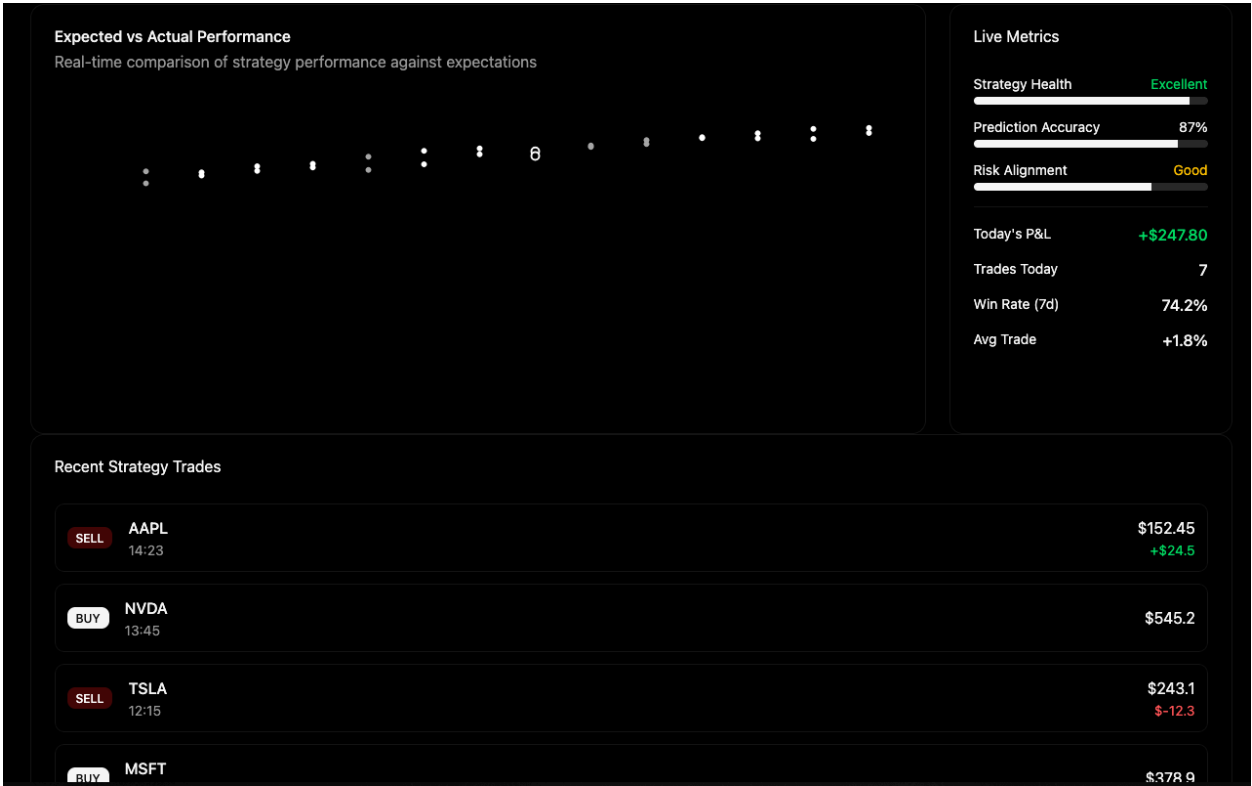 Expected vs Actual Performance
Real-time comparison of strategy performance against expectations
Live Metrics
Strategy Health Excellent
Prediction Accuracy 87%
Risk Alignment Good
Today's P&L +$247.80
Trades Today 7
Win Rate (7d) 74.2%
Avg Trade +1.8%
Recent Strategy Trades
SELL AAPL $152.45
14:23 +$24.5
BUY NVDA $545.2
13:45
SELL TSLA $243.1
12:15 $-12.3
BUY MSFT $378.9